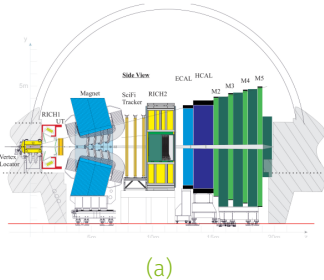 y
Side View
ECAL HCAL
M5
M4
M3
M2
Magnet
SciFi
Tracker
RICH2
RICH1
UT
Vertex
Locator
5m
(a)